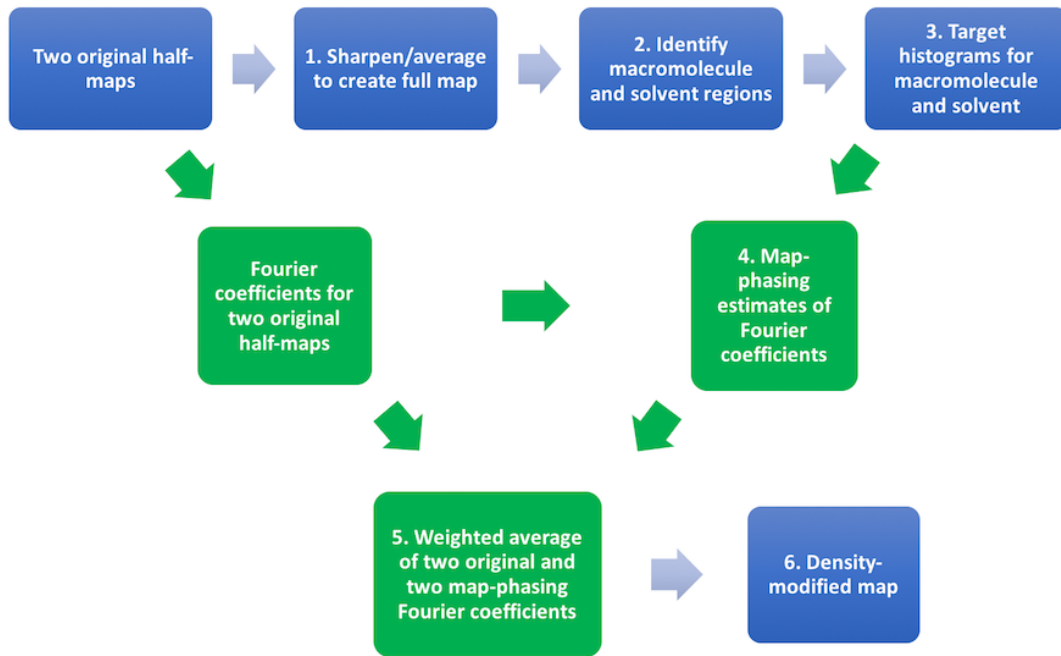 Two original half-
maps
1. Sharpen/average
to create full map
2. Identify
macromolecule
and solvent regions
3. Target
histograms for
macromolecule
and solvent
Fourier
coefficients for
two original
half-maps
4. Map-
phasing
estimates of
Fourier
coefficients
5. Weighted average
of two original and
two map-phasing
Fourier coefficients
6. Density-
modified map